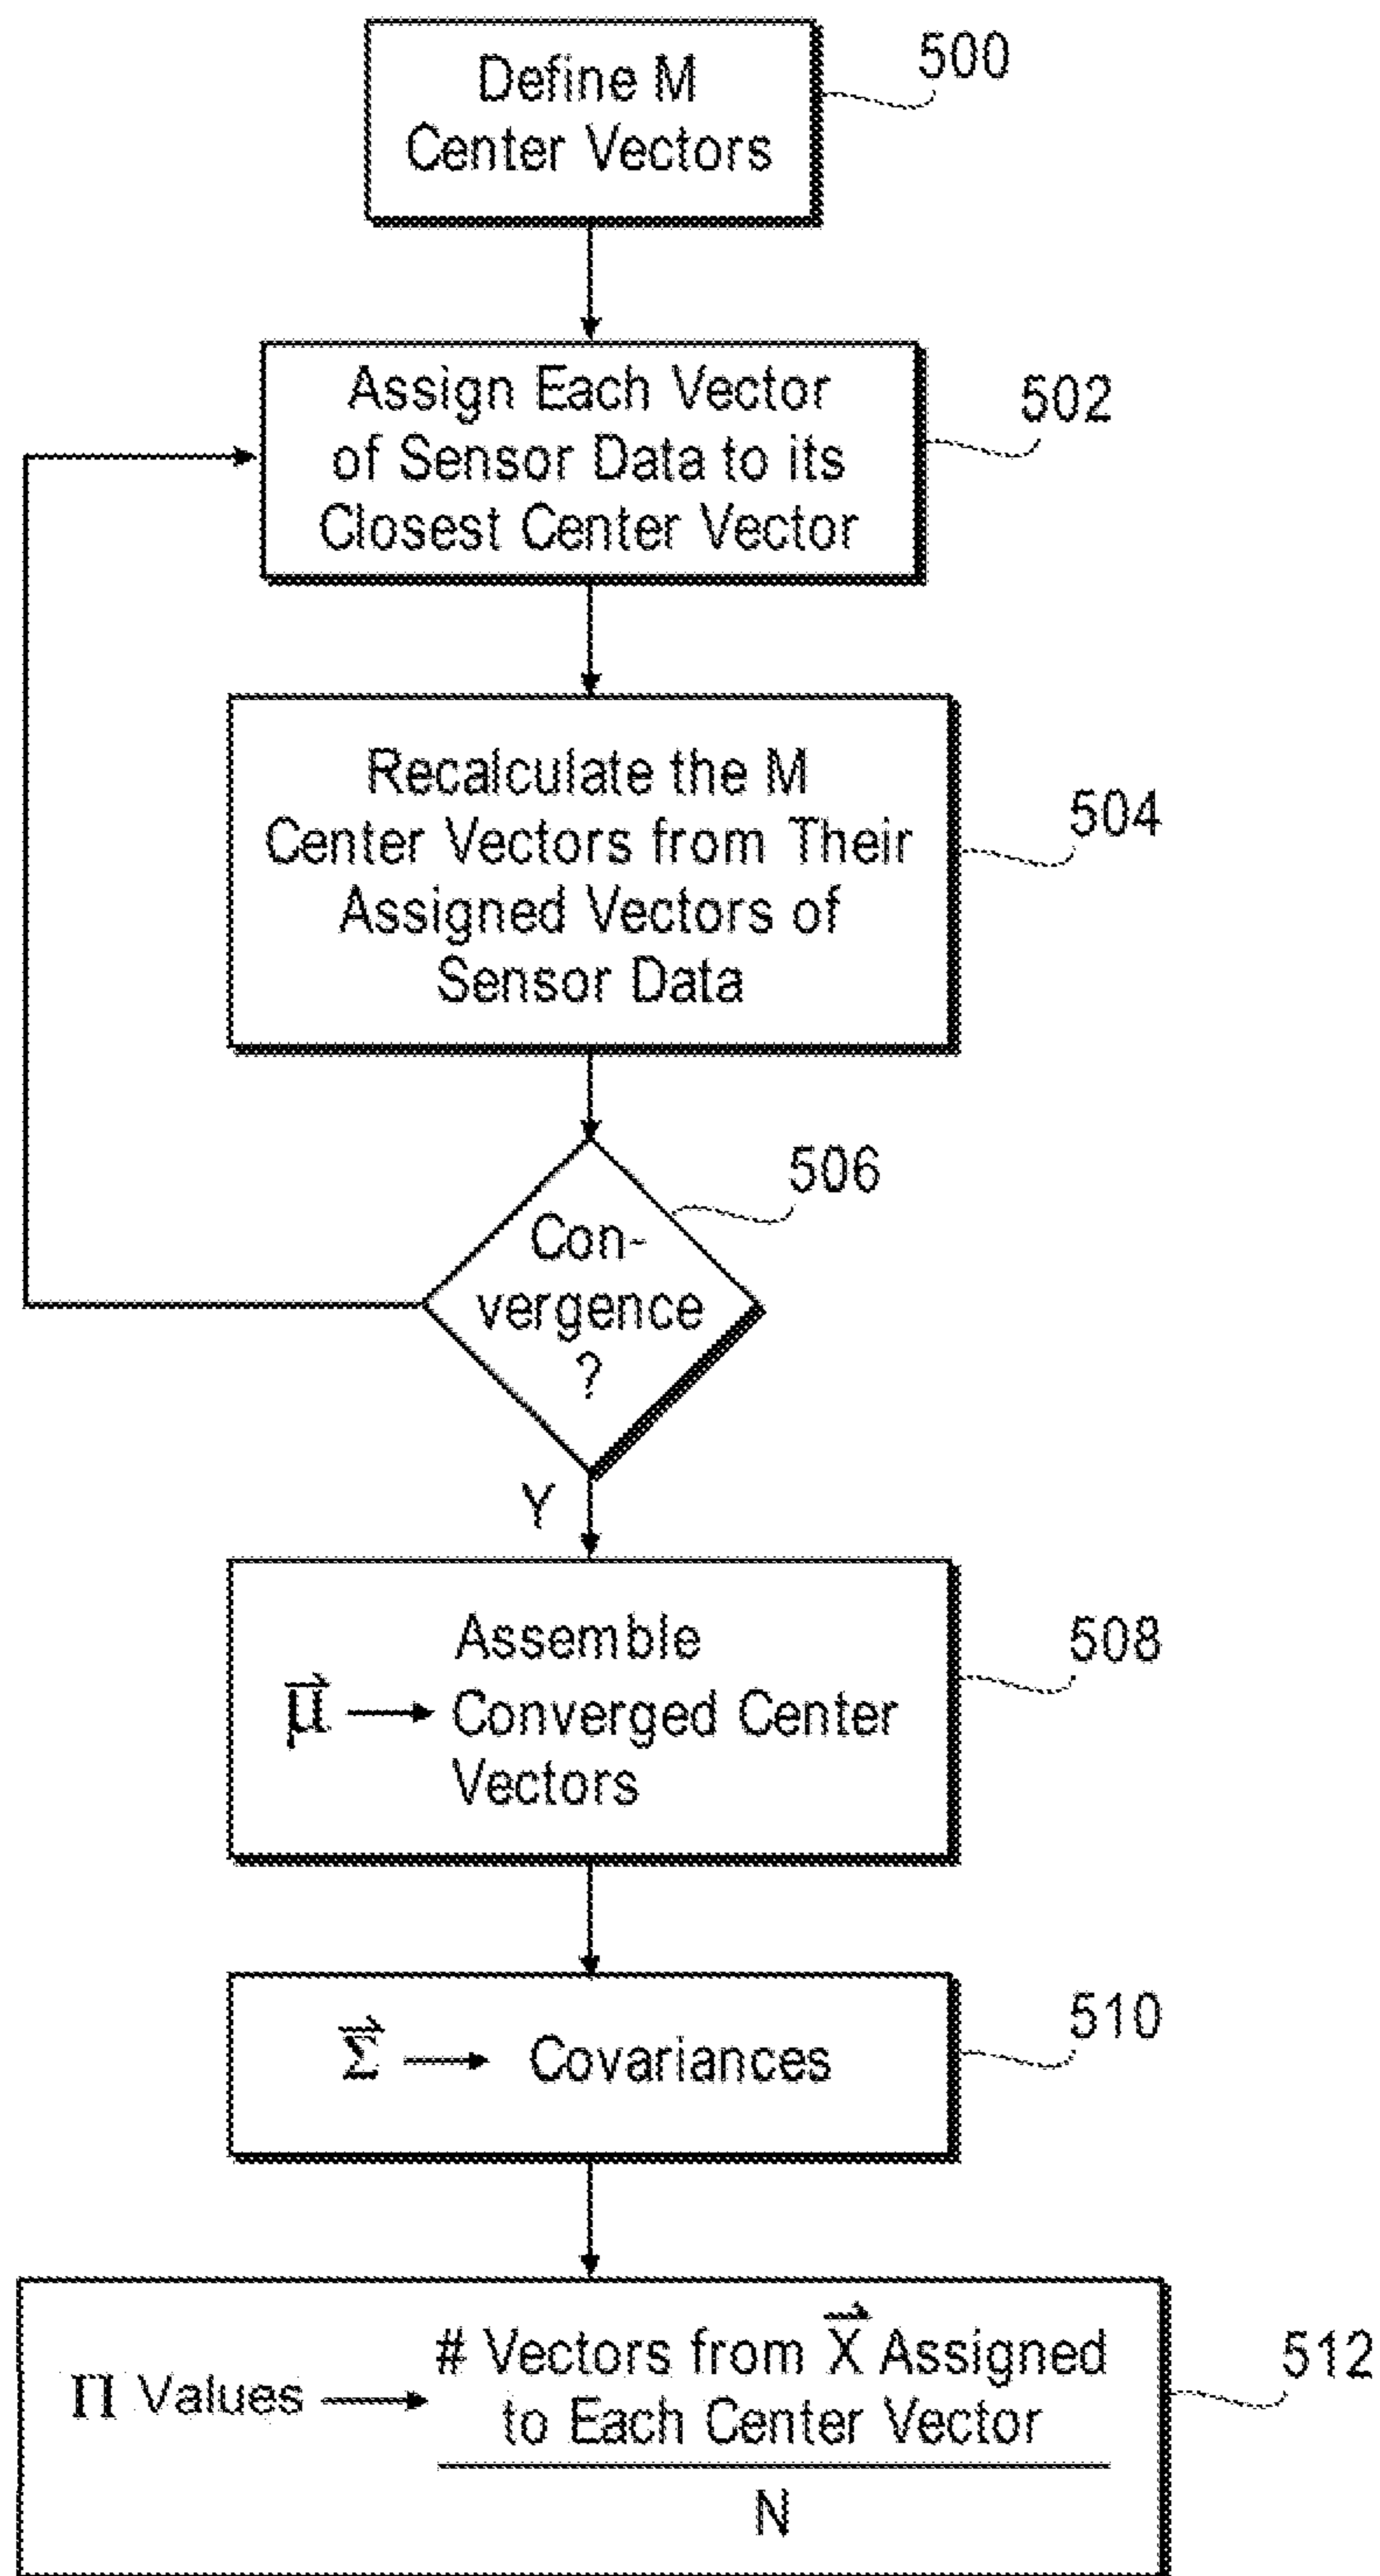 Define M
Center Vectors
500
Assign Each Vector
of Sensor Data to its
Closest Center Vector
502
Recalculate the M
Center Vectors from Their
Assigned Vectors of
Sensor Data
504
Con-
vergence
?
506
Y
Assemble
μ⃗ → Converged Center
Vectors
508
Σ⃗ → Covariances
510
# Vectors from X⃗ Assigned
Π Values → to Each Center Vector
N
512